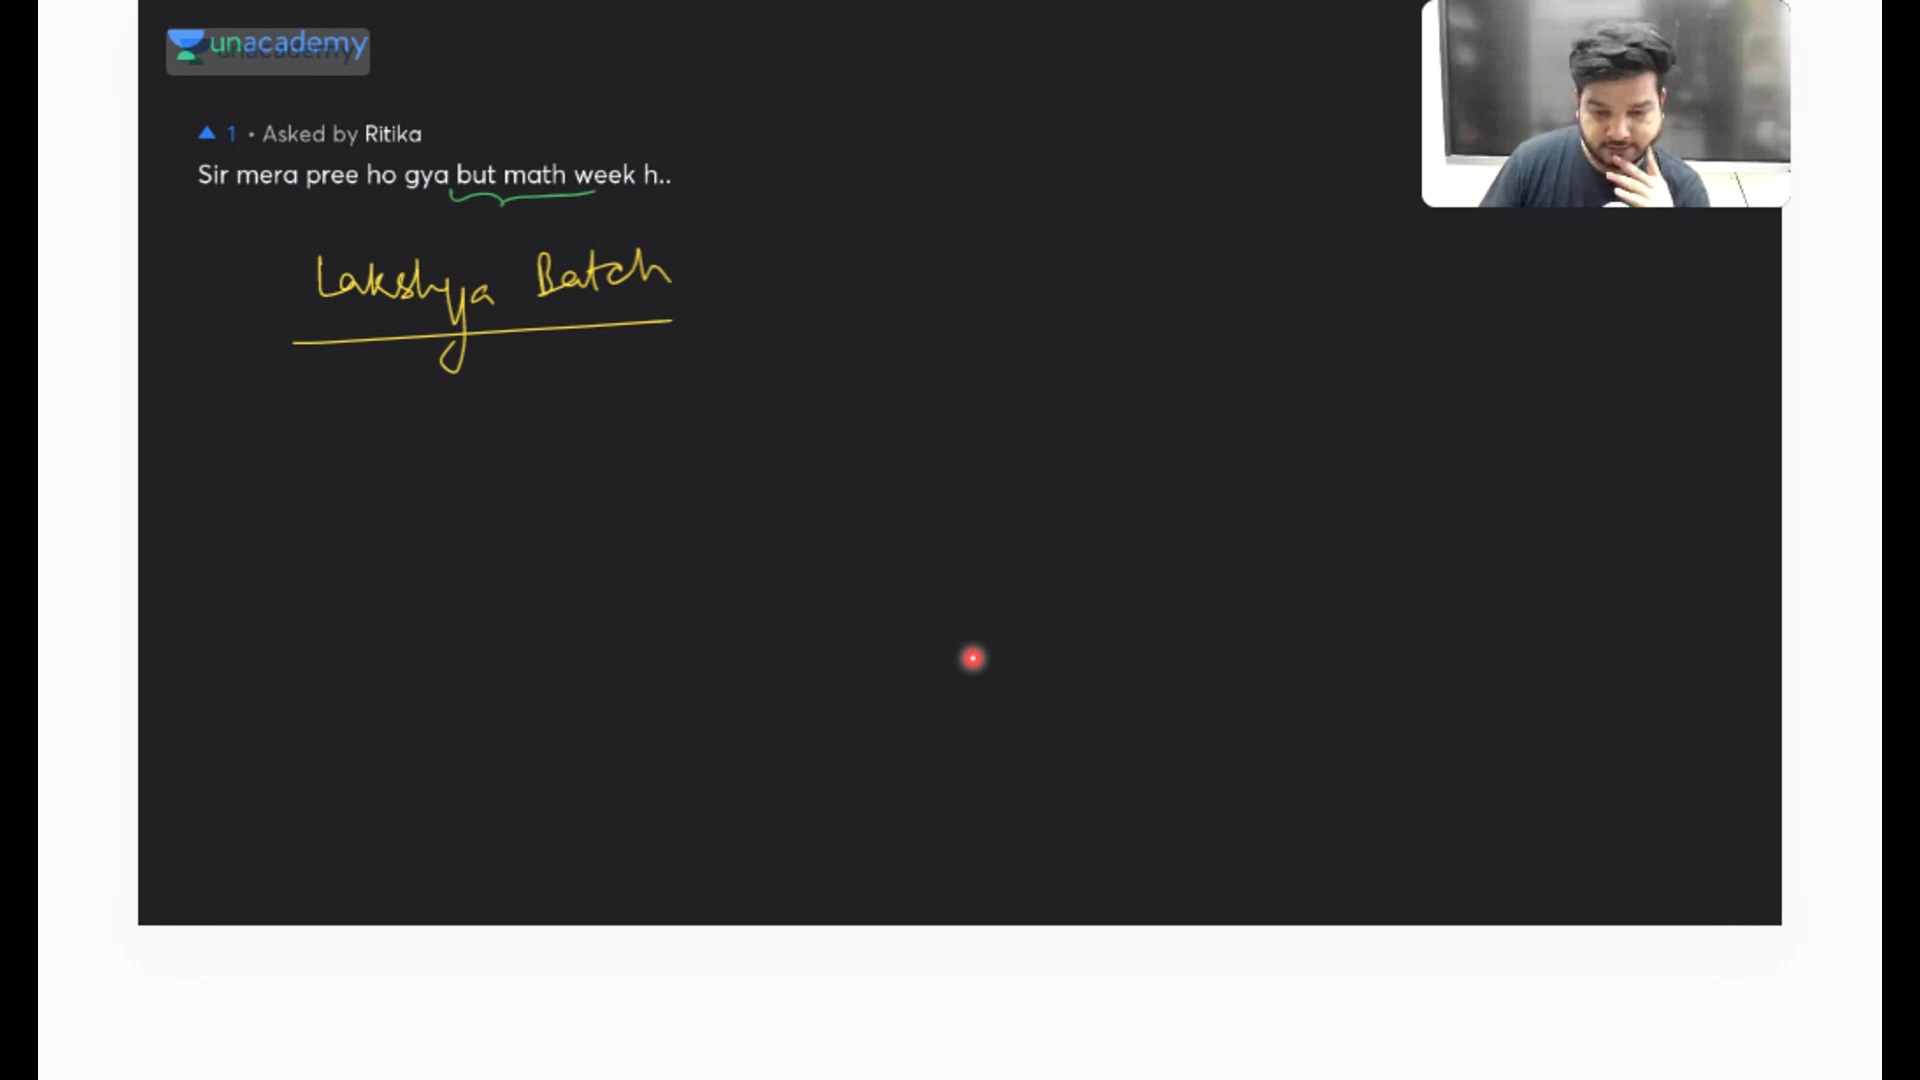 unacademy
1 • Asked by Ritika
Sir mera pree ho gya but math week h..
Lakshya Batch